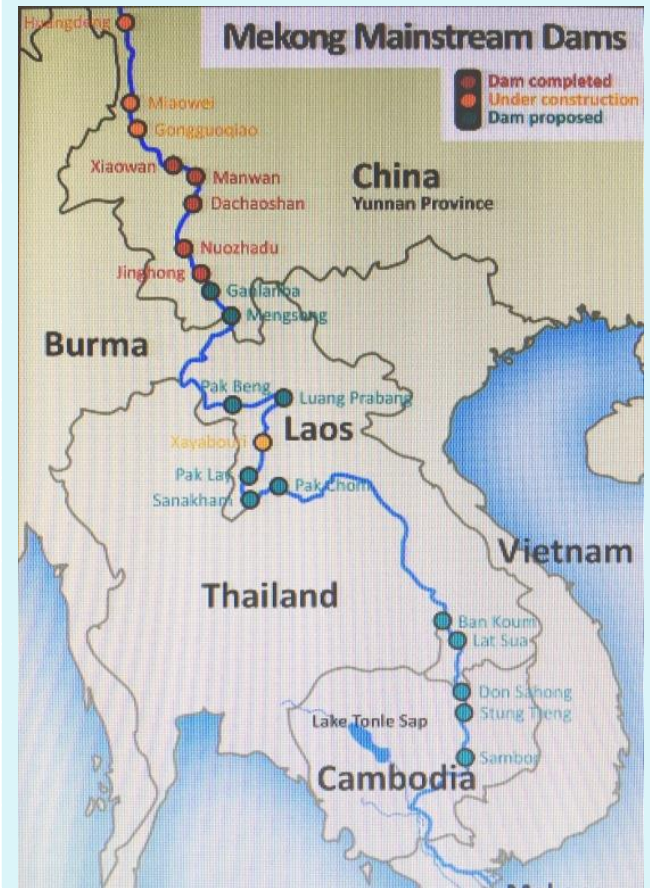 Huangdeng
Mekong Mainstream Dams
Dam completed
Under construction
Dam proposed
Miaowei
Gongguoqiao
Xiaowan
Manwan
China
Yunnan Province
Dachaoshan
Nuozhadu
Jinghong
Ganlanba
Mengsong
Burma
Pak Beng
Luang Prabang
Laos
Xayabouri
Pak Lay
Pak Chom
Sanakham
Vietnam
Thailand
Ban Koum
Lat Sua
Don Sahong
Stung Treng
Lake Tonle Sap
Sambor
Cambodia